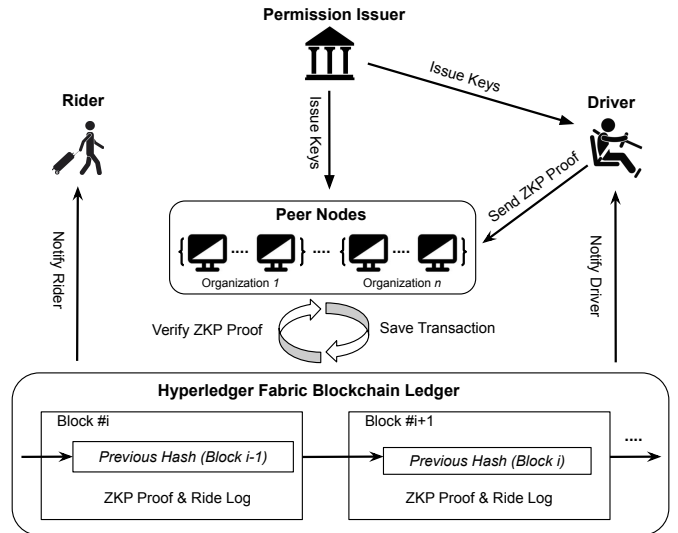 Permission Issuer
Issue Keys
Rider
Driver
Issue Keys
Send ZKP Proof
Peer Nodes
{ .... } .... { .... }
Organization 1
Organization n
Notify Rider
Notify Driver
Verify ZKP Proof
Save Transaction
Hyperledger Fabric Blockchain Ledger
Block #i
Block #i+1
....
Previous Hash (Block i-1)
Previous Hash (Block i)
ZKP Proof & Ride Log
ZKP Proof & Ride Log